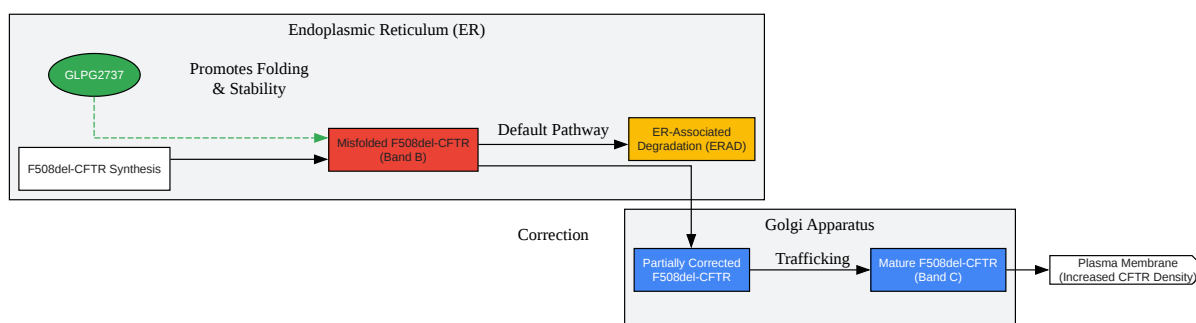 Endoplasmic Reticulum (ER)
GLPG2737
Promotes Folding
& Stability
F508del-CFTR Synthesis
Misfolded F508del-CFTR
(Band B)
Default Pathway
ER-Associated
Degradation (ERAD)
Correction
Golgi Apparatus
Partially Corrected
F508del-CFTR
Trafficking
Mature F508del-CFTR
(Band C)
Plasma Membrane
(Increased CFTR Density)